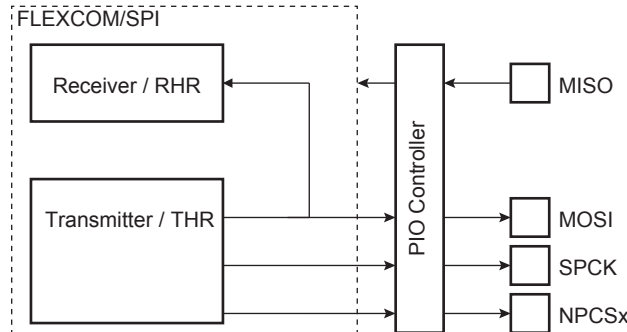 FLEXCOM/SPI
Receiver / RHR
MISO
PIO Controller
Transmitter / THR
MOSI
SPCK
NPCSx